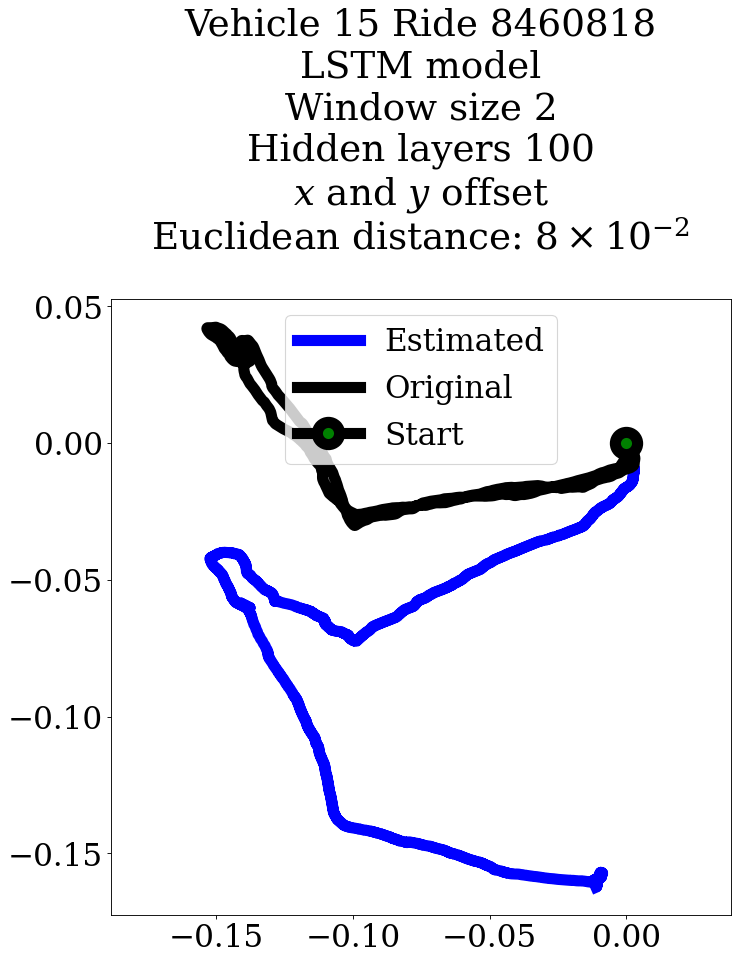 Vehicle 15 Ride 8460818
LSTM model
Window size 2
Hidden layers 100
x and y offset
Euclidean distance: 8 × 10⁻²
0.05
Estimated
Original
Start
0.00
−0.05
−0.10
−0.15
−0.15 −0.10 −0.05 0.00